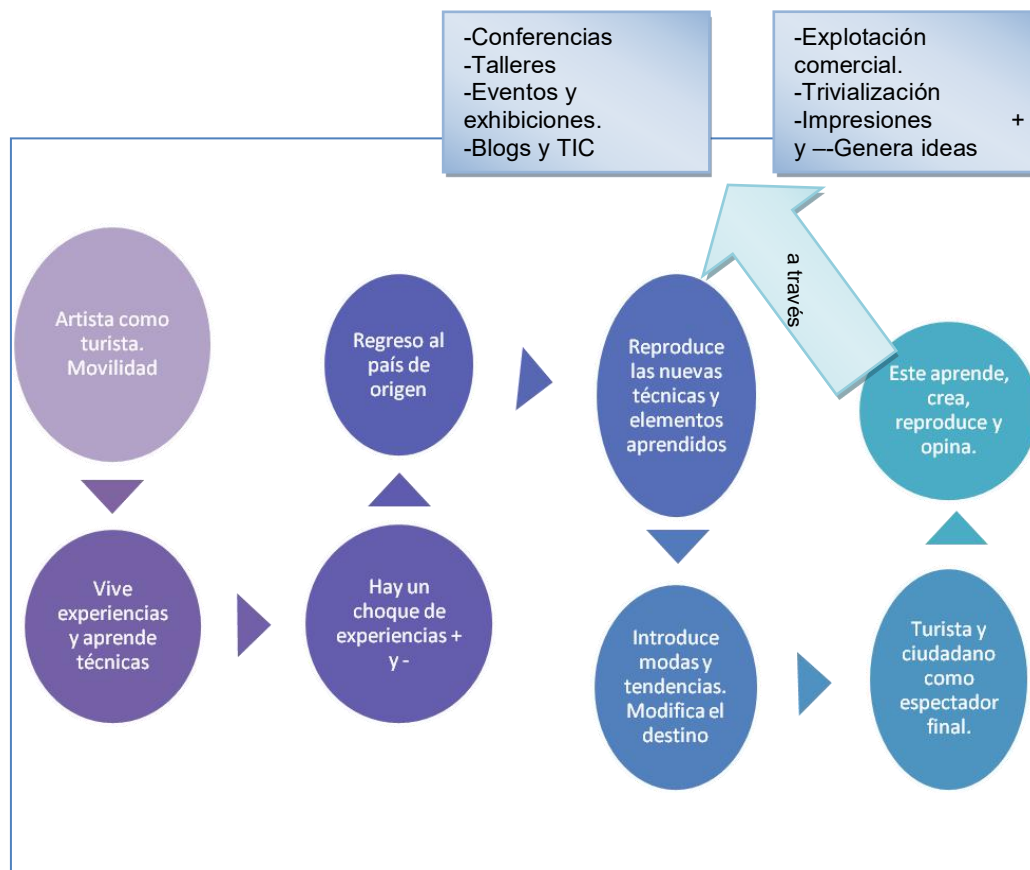 -Conferencias
-Talleres
-Eventos y
exhibiciones.
-Blogs y TIC
-Explotación
comercial.
-Trivialización
-Impresiones +
y –-Genera ideas
a través
Artista como
turista.
Movilidad
Vive
experiencias
y aprende
técnicas
Hay un
choque de
experiencias +
y -
Regreso al
país de
origen
Reproduce
las nuevas
técnicas y
elementos
aprendidos
Introduce
modas y
tendencias.
Modifica el
destino
Turista y
ciudadano
como
espectador
final.
Este aprende,
crea,
reproduce y
opina.